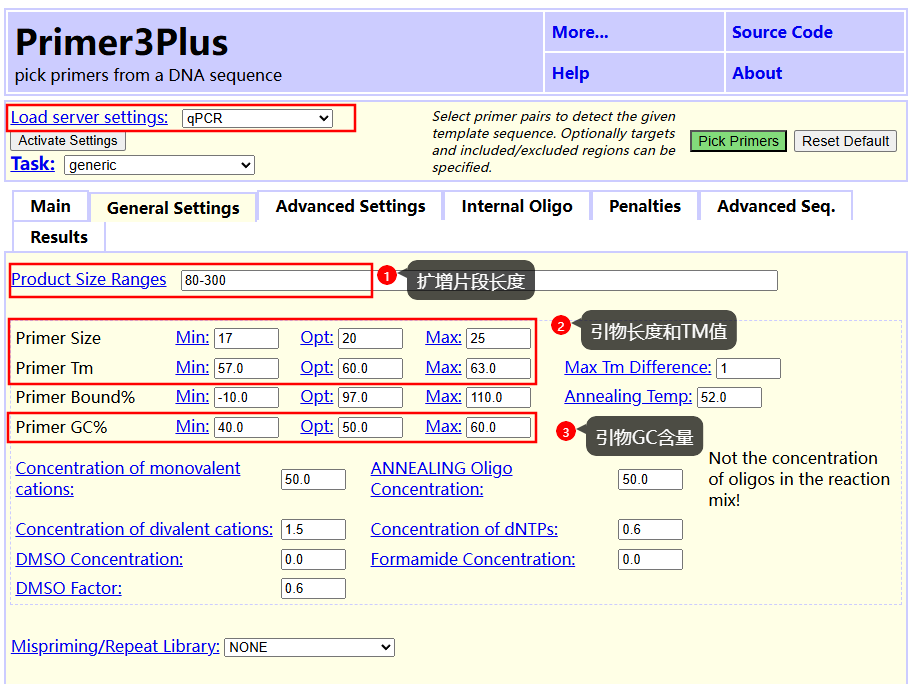 Primer3Plus
pick primers from a DNA sequence
More...
Source Code
Help
About
Load server settings: qPCR
Activate Settings
Task: generic
Select primer pairs to detect the given
template sequence. Optionally targets
and included/excluded regions can be
specified.
Pick Primers
Reset Default
Main
General Settings
Advanced Settings
Internal Oligo
Penalties
Advanced Seq.
Results
Product Size Ranges 80-300
1 扩增片段长度
Primer Size Min: 17 Opt: 20 Max: 25
2 引物长度和TM值
Primer Tm Min: 57.0 Opt: 60.0 Max: 63.0 Max Tm Difference: 1
Primer Bound% Min: -10.0 Opt: 97.0 Max: 110.0 Annealing Temp: 52.0
Primer GC% Min: 40.0 Opt: 50.0 Max: 60.0
3 引物GC含量
Concentration of monovalent
cations: 50.0
ANNEALING Oligo
Concentration: 50.0
Not the concentration
of oligos in the reaction
mix!
Concentration of divalent cations: 1.5 Concentration of dNTPs: 0.6
DMSO Concentration: 0.0 Formamide Concentration: 0.0
DMSO Factor: 0.6
Mispriming/Repeat Library: NONE